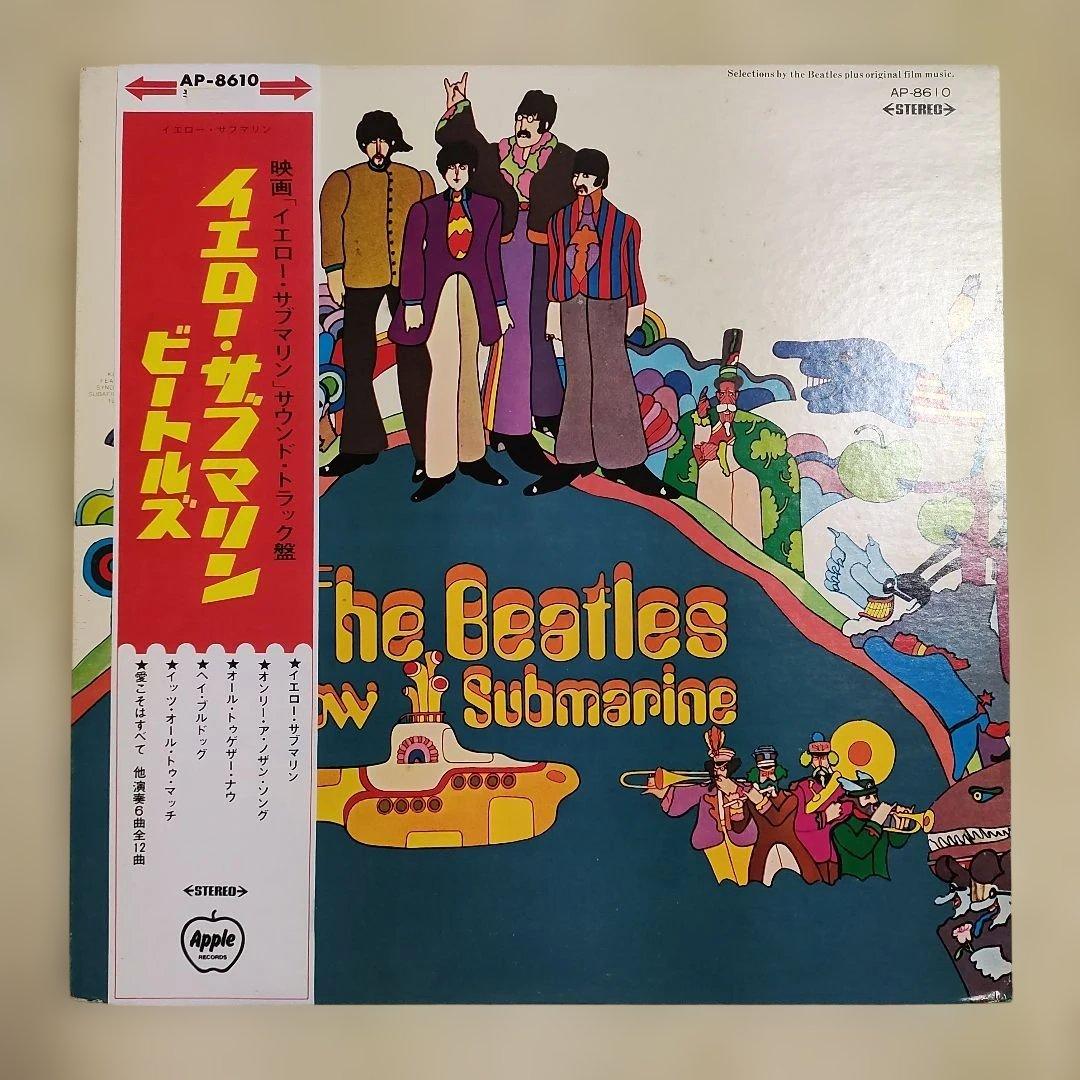 AP-8610
イエロー・サブマリン
映画「イエロー・サブマリン」サウンド・トラック盤
イエロー・サブマリン
ビートルズ
★イエロー・サブマリン
★オンリー・ア・ノザン・ソング
★オール・トゥゲザー・ナウ
★ヘイ・ブルドッグ
★イッツ・オール・トゥ・マッチ
★愛こそはすべて 他演奏6曲全12曲
STEREO
Apple
RECORDS
Selections by the Beatles plus original film music.
AP-8610
STEREO
The Beatles
ow Submarine